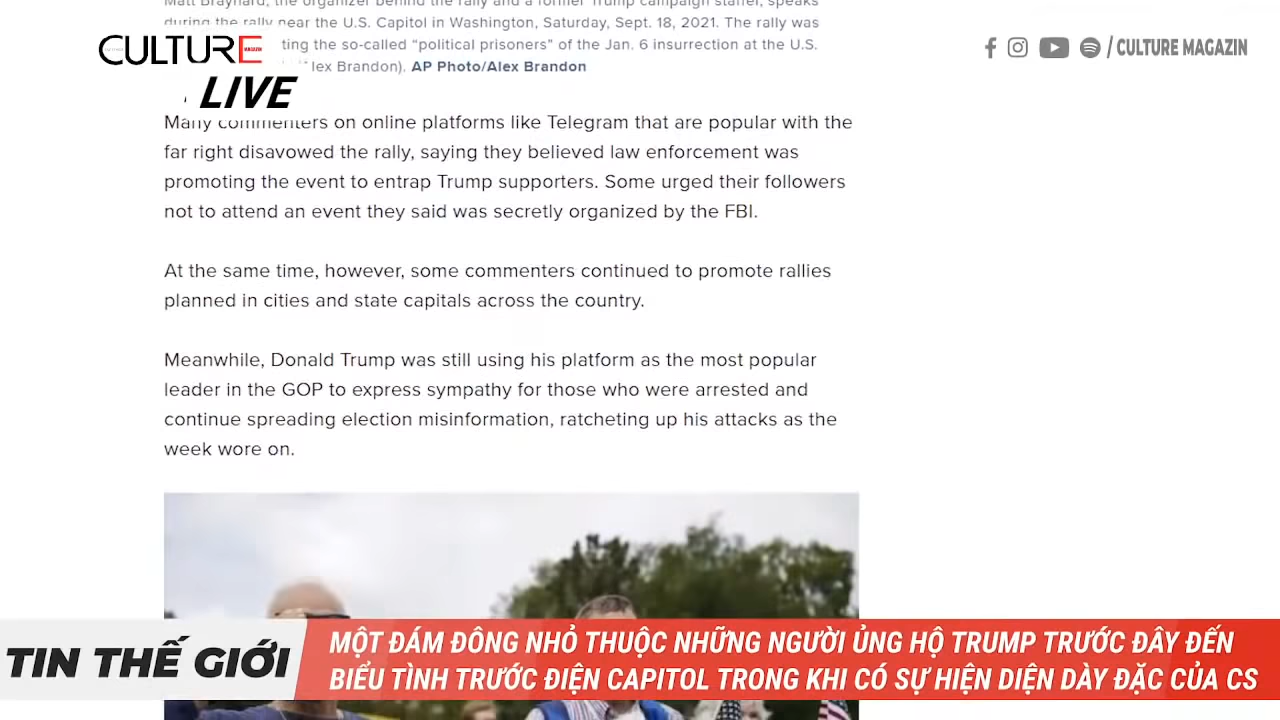 Matt Braynard, the organizer behind the rally and a former Trump campaign staffer, speaks
during the rally near the U.S. Capitol in Washington, Saturday, Sept. 18, 2021. The rally was
ting the so-called “political prisoners” of the Jan. 6 insurrection at the U.S.
lex Brandon). AP Photo/Alex Brandon
CULTURE
LIVE
/ CULTURE MAGAZIN
Many commenters on online platforms like Telegram that are popular with the
far right disavowed the rally, saying they believed law enforcement was
promoting the event to entrap Trump supporters. Some urged their followers
not to attend an event they said was secretly organized by the FBI.
At the same time, however, some commenters continued to promote rallies
planned in cities and state capitals across the country.
Meanwhile, Donald Trump was still using his platform as the most popular
leader in the GOP to express sympathy for those who were arrested and
continue spreading election misinformation, ratcheting up his attacks as the
week wore on.
TIN THẾ GIỚI
MỘT ĐÁM ĐÔNG NHỎ THUỘC NHỮNG NGƯỜI ỦNG HỘ TRUMP TRƯỚC ĐÂY ĐẾN
BIỂU TÌNH TRƯỚC ĐIỆN CAPITOL TRONG KHI CÓ SỰ HIỆN DIỆN DÀY ĐẶC CỦA CS